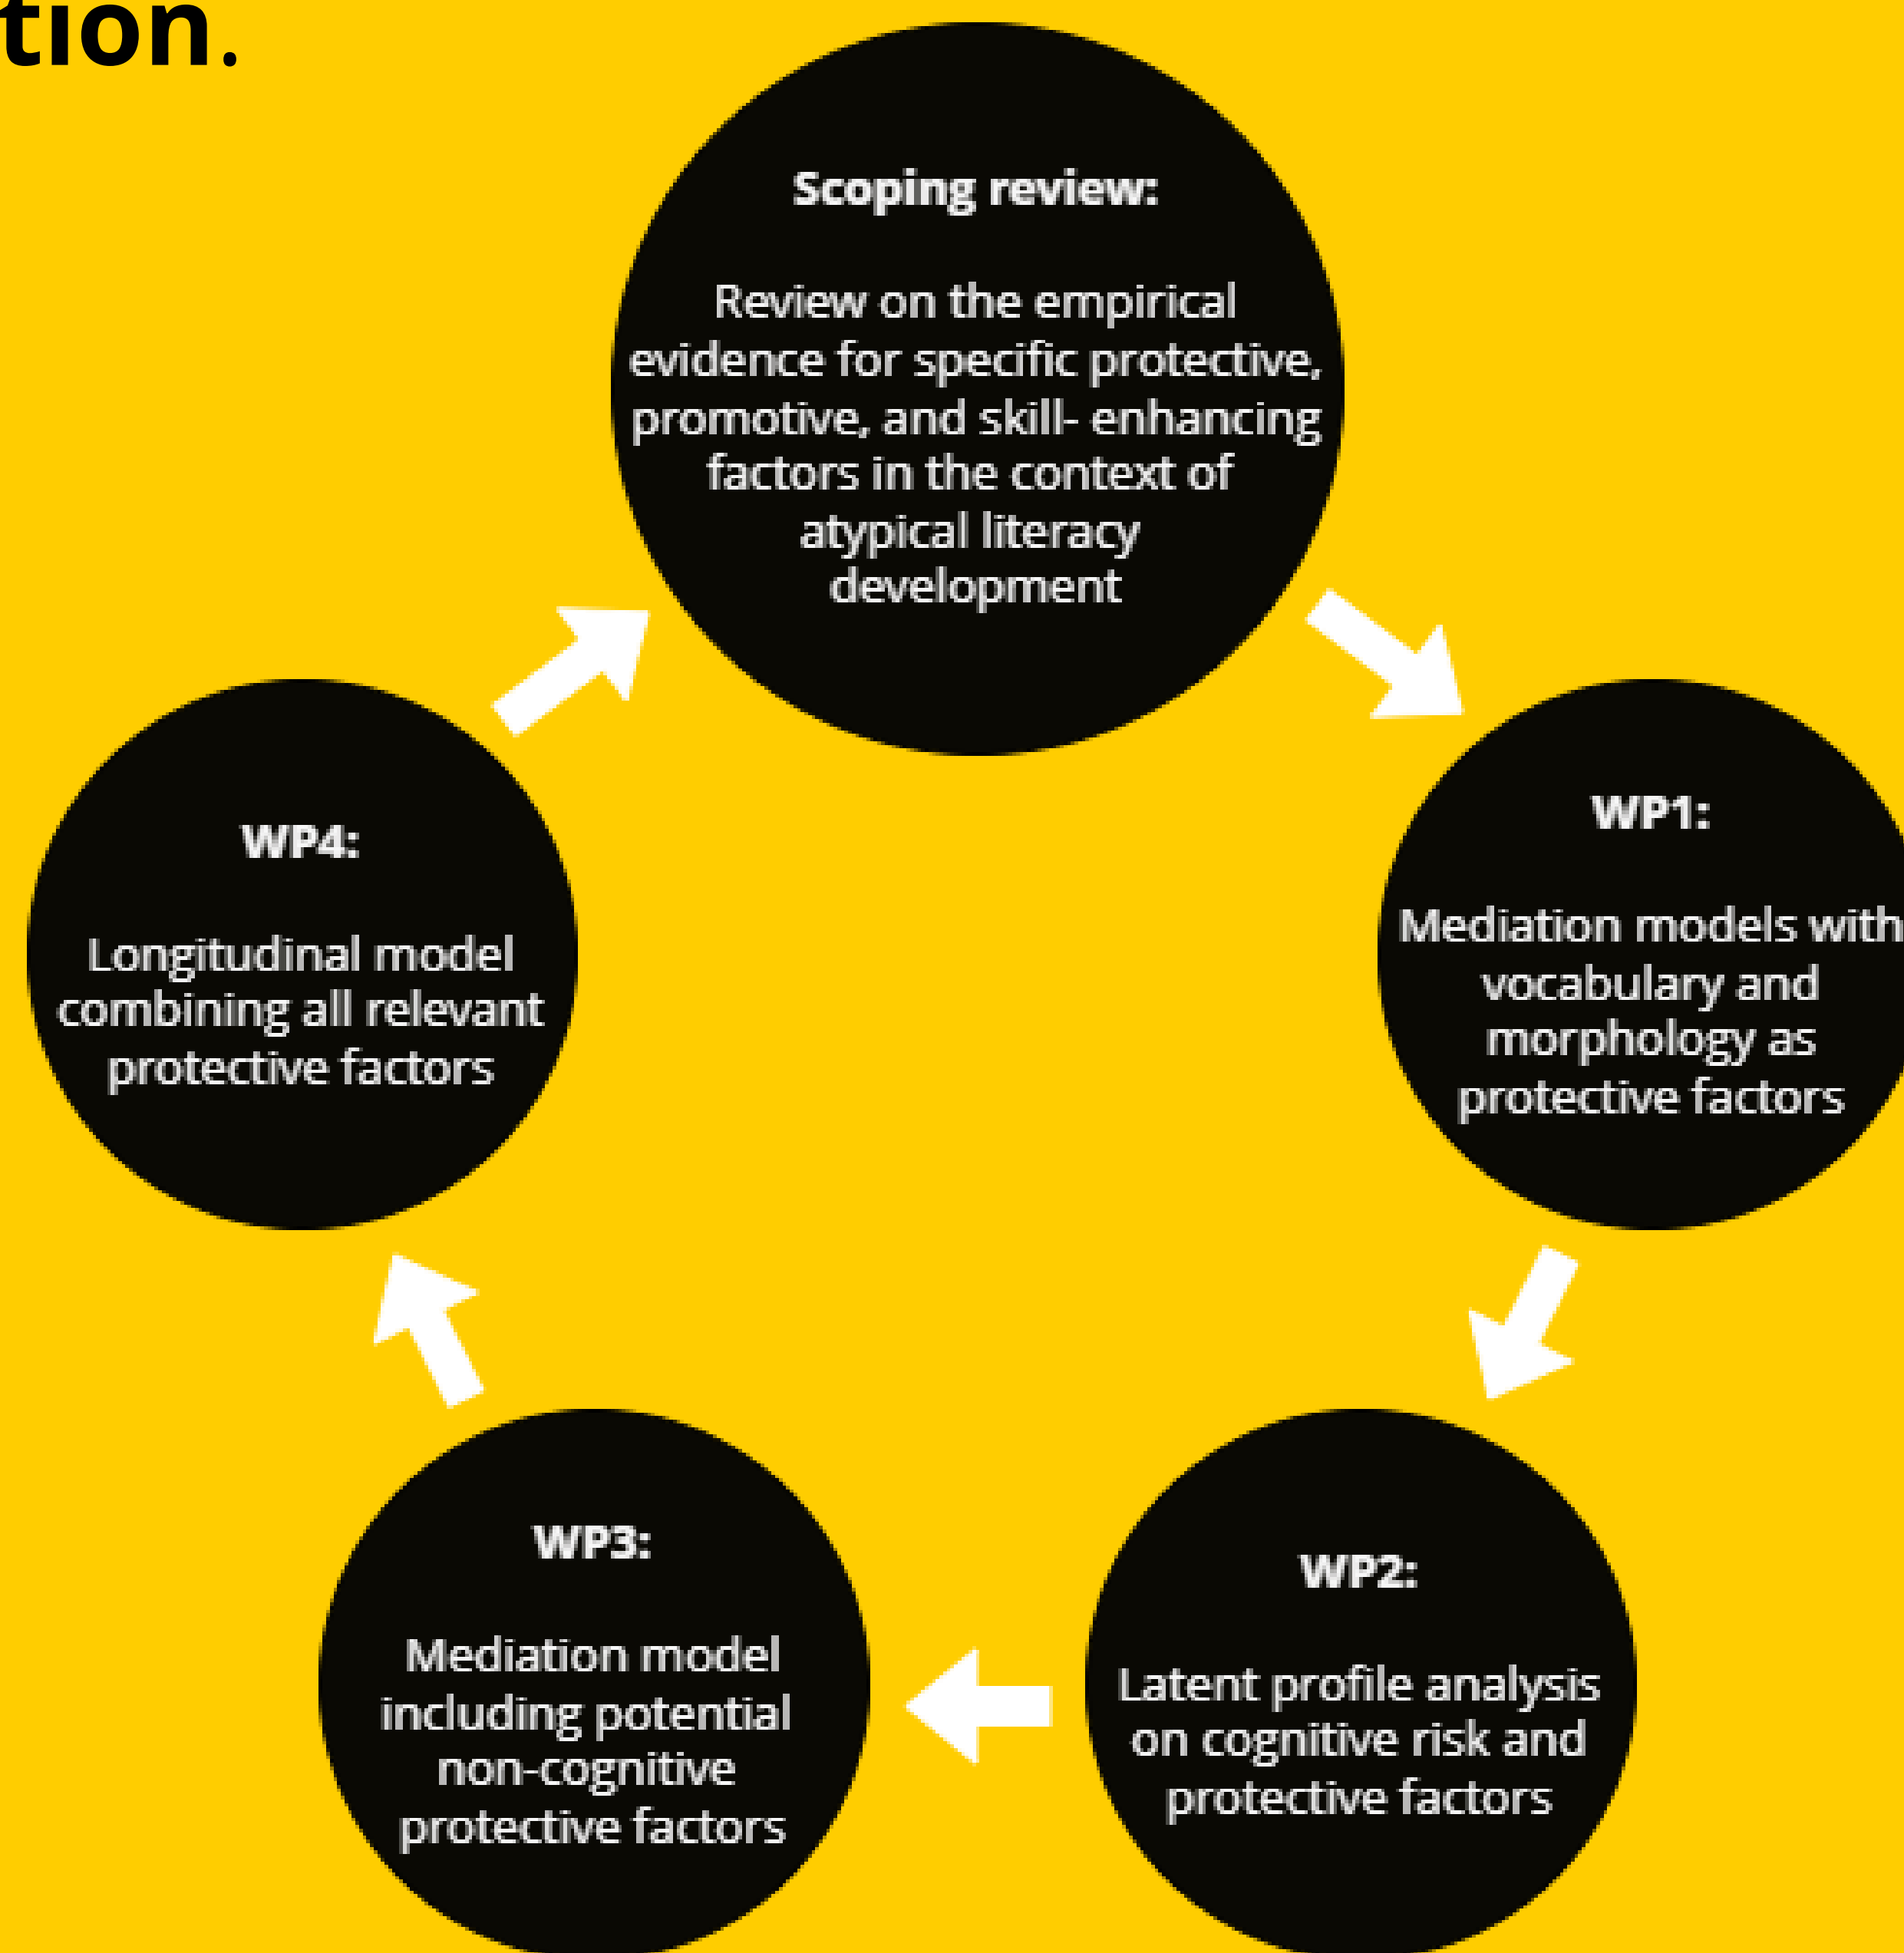 tion.
Scoping review:
Review on the empirical
evidence for specific protective,
promotive, and skill- enhancing
factors in the context of
atypical literacy
development
WP1:
Mediation models with
vocabulary and
morphology as
protective factors
WP2:
Latent profile analysis
on cognitive risk and
protective factors
WP3:
Mediation model
including potential
non-cognitive
protective factors
WP4:
Longitudinal model
combining all relevant
protective factors